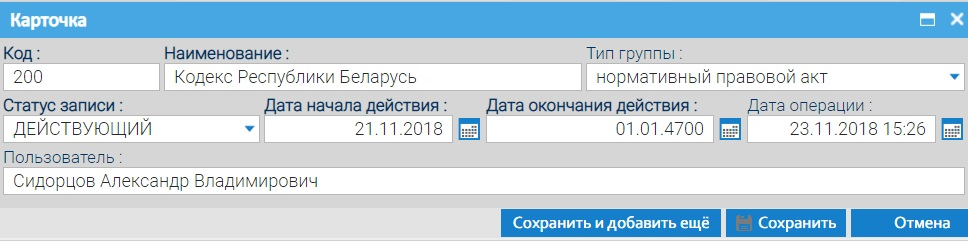 Карточка
Код : Наименование : Тип группы :
200 Кодекс Республики Беларусь нормативный правовой акт
Статус записи : Дата начала действия : Дата окончания действия : Дата операции :
ДЕЙСТВУЮЩИЙ 21.11.2018 01.01.4700 23.11.2018 15:26
Пользователь :
Сидорцов Александр Владимирович
Сохранить и добавить ещё Сохранить Отмена